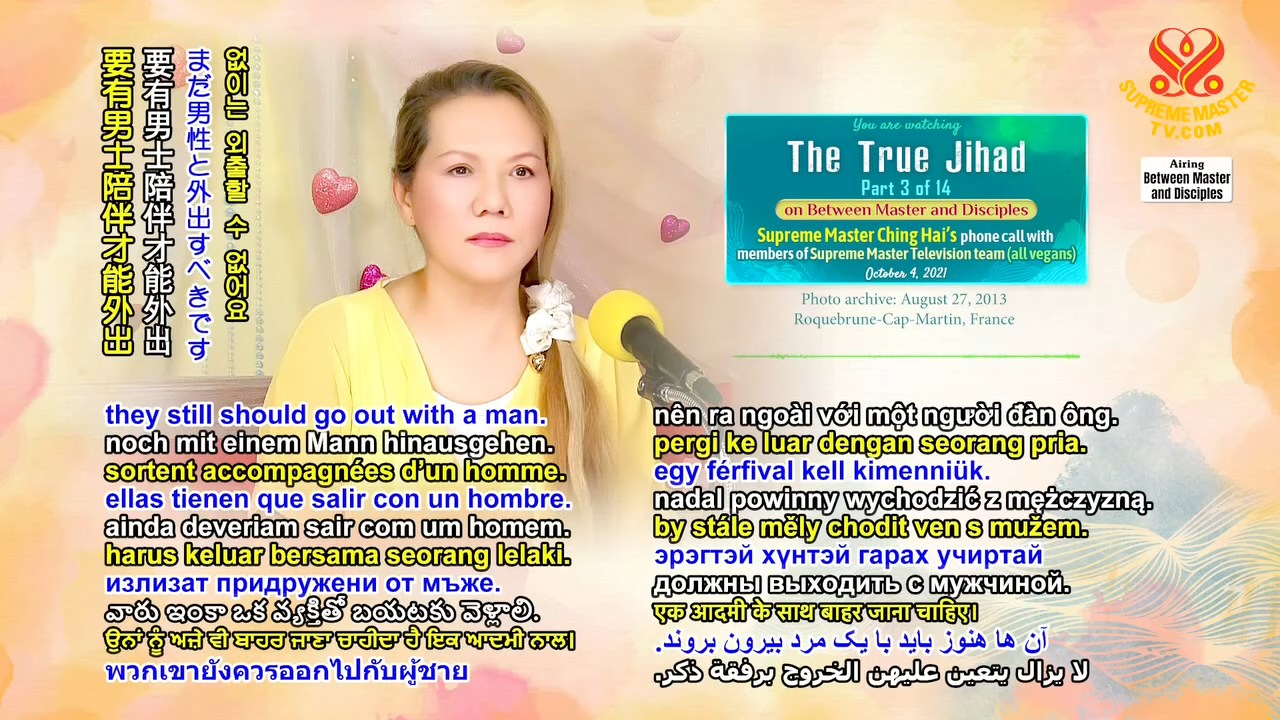 要有男士陪伴才能外出
要有男士陪伴才能外出
まだ男性と外出すべきです
없이는 외출할 수 없어요
SUPREME MASTER
TV.COM
Airing
Between Master
and Disciples
You are watching
The True Jihad
Part 3 of 14
on Between Master and Disciples
Supreme Master Ching Hai's phone call with
members of Supreme Master Television team (all vegans)
October 4, 2021
Photo archive: August 27, 2013
Roquebrune-Cap-Martin, France
they still should go out with a man.
noch mit einem Mann hinausgehen.
sortent accompagnées d'un homme.
ellas tienen que salir con un hombre.
ainda deveriam sair com um homem.
harus keluar bersama seorang lelaki.
излизат придружени от мъже.
వారు ఇంకా ఒక వ్యక్తితో బయటకు వెళ్లాలి.
ਉਨਾਂ ਨੂੰ ਅਜੇ ਵੀ ਬਾਹਰ ਜਾਣਾ ਚਾਹੀਦਾ ਹੈ ਇਕ ਆਦਮੀ ਨਾਲ।
พวกเขายังควรออกไปกับผู้ชาย
nên ra ngoài với một người đàn ông.
pergi ke luar dengan seorang pria.
egy férfival kell kimenniük.
nadal powinny wychodzić z mężczyzną.
by stále měly chodit ven s mužem.
эрэгтэй хүнтэй гарах учиртай
должны выходить с мужчиной.
एक आदमी के साथ बाहर जाना चाहिए।
آن ها هنوز باید با یک مرد بیرون بروند.
لا يزال يتعين عليهن الخروج برفقة ذكر.